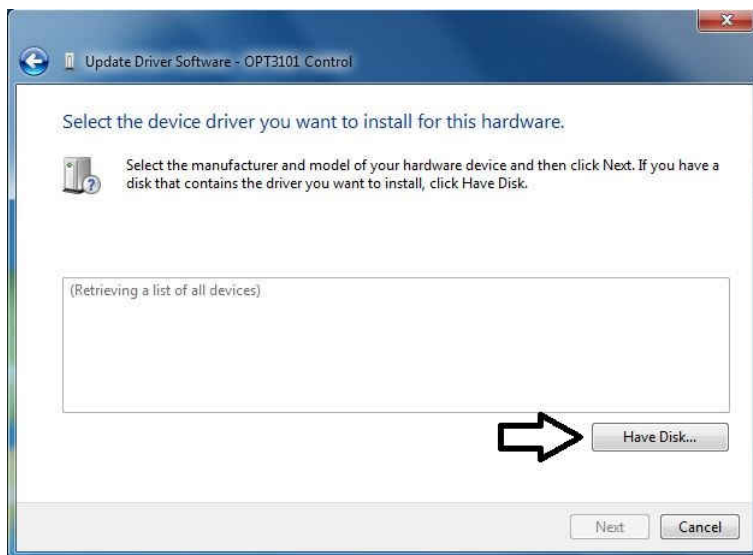 Update Driver Software - OPT3101 Control
Select the device driver you want to install for this hardware.
Select the manufacturer and model of your hardware device and then click Next. If you have a
disk that contains the driver you want to install, click Have Disk.
(Retrieving a list of all devices)
Have Disk...
Next
Cancel